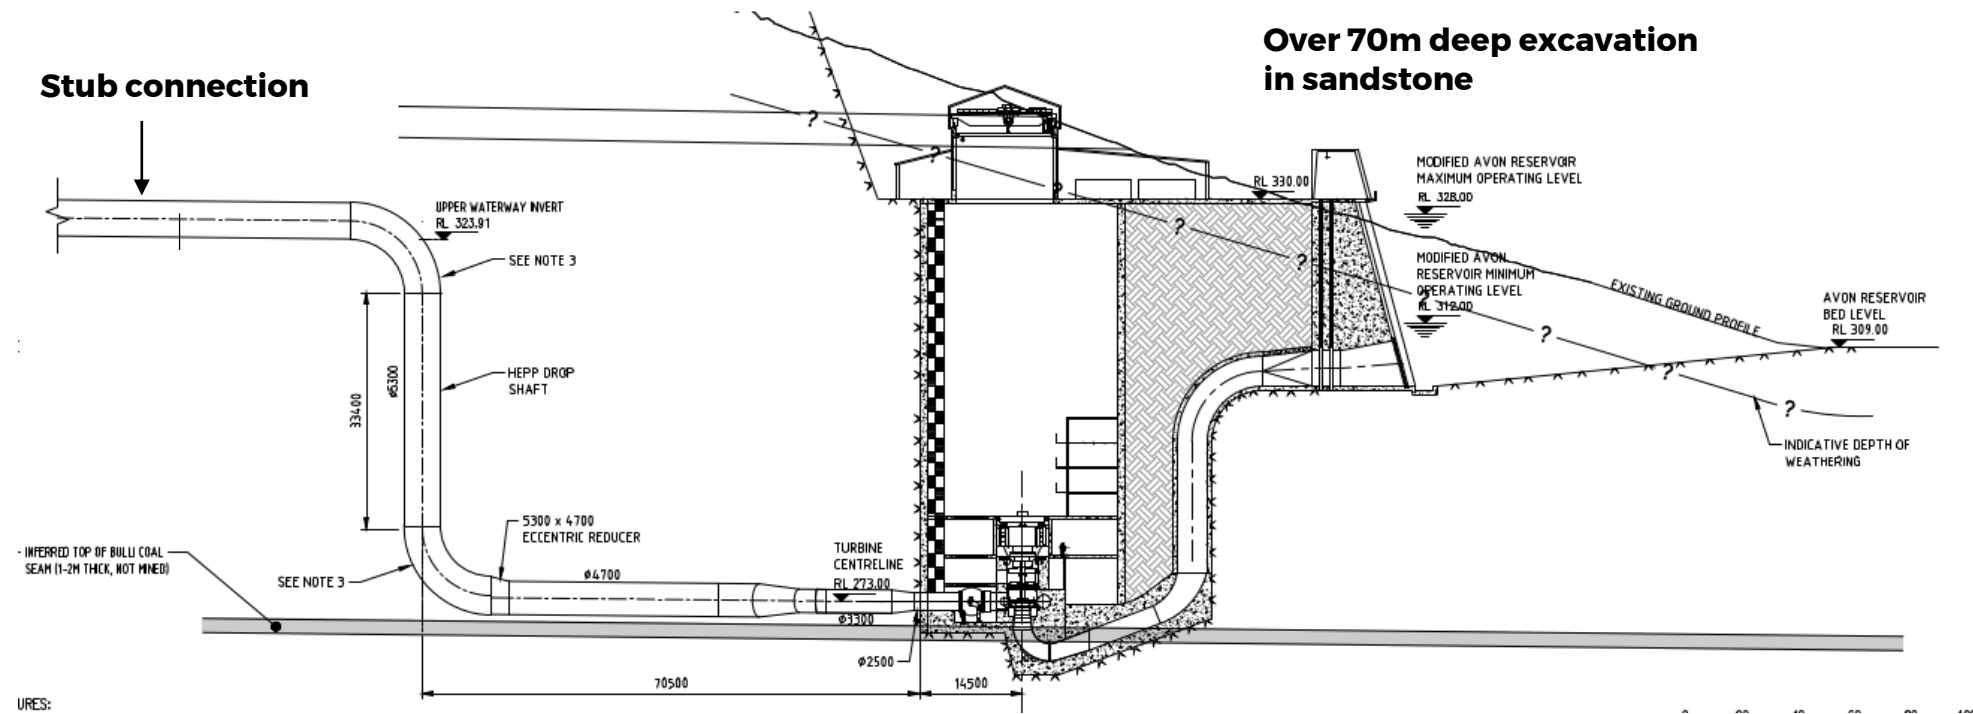 Over 70m deep excavation
in sandstone
Stub connection
UPPER WATERWAY INVERT
RL 323.91
SEE NOTE 3
HEPP DROP
SHAFT
33400
ø5300
5300 x 4700
ECCENTRIC REDUCER
INFERRED TOP OF BULLI COAL
SEAM (1-2M THICK, NOT MINED)
SEE NOTE 3
ø4700
TURBINE
CENTRELINE
RL 273.00
ø3300
ø2500
70500
14500
RL 330.00
MODIFIED AVON RESERVOIR
MAXIMUM OPERATING LEVEL
RL 328.00
MODIFIED AVON
RESERVOIR MINIMUM
OPERATING LEVEL
RL 312.00
EXISTING GROUND PROFILE
AVON RESERVOIR
BED LEVEL
RL 309.00
?
?
?
?
?
?
?
?
?
INDICATIVE DEPTH OF
WEATHERING
URES: